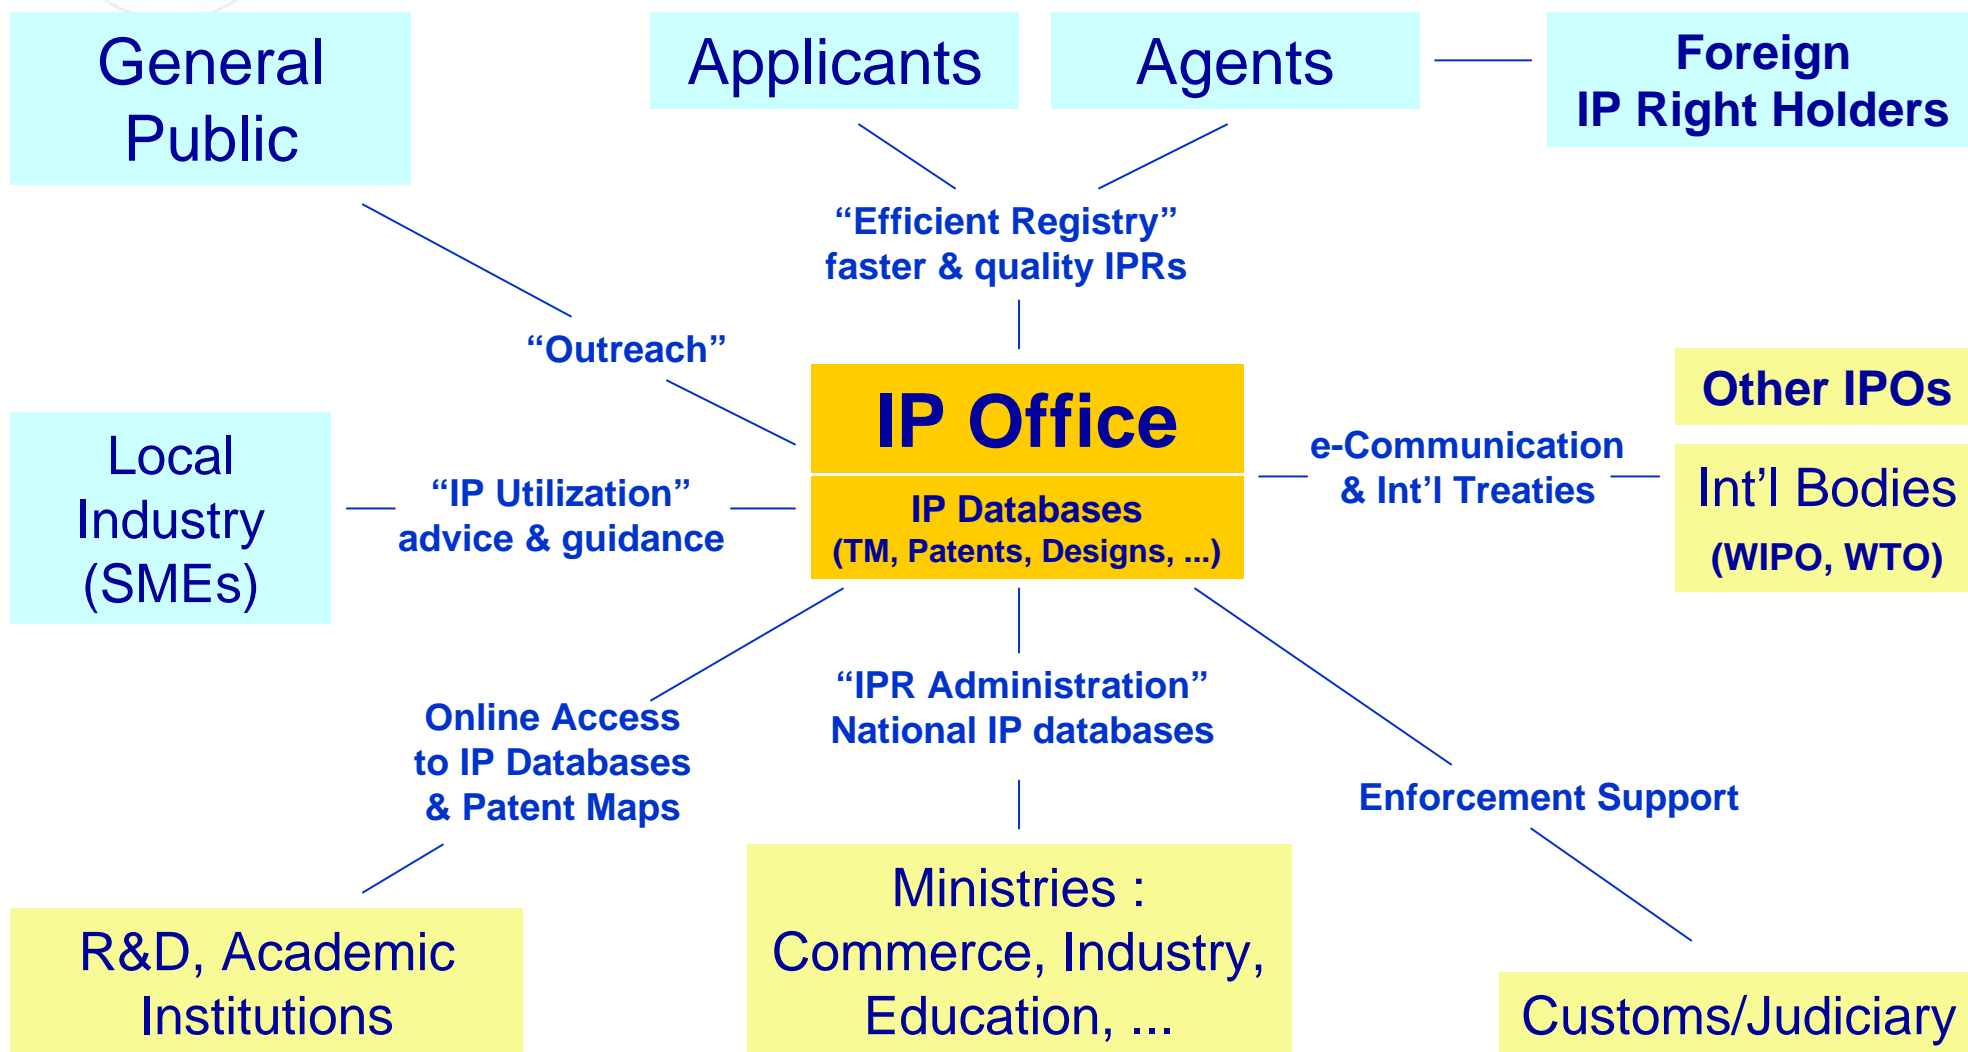 General
Public
Applicants
Agents
Foreign
IP Right Holders
“Efficient Registry”
faster & quality IPRs
“Outreach”
IP Office
IP Databases
(TM, Patents, Designs, ...)
Other IPOs
e-Communication
& Int’l Treaties
Int’l Bodies
(WIPO, WTO)
Local
Industry
(SMEs)
“IP Utilization”
advice & guidance
Online Access
to IP Databases
& Patent Maps
“IPR Administration”
National IP databases
Enforcement Support
R&D, Academic
Institutions
Ministries :
Commerce, Industry,
Education, ...
Customs/Judiciary